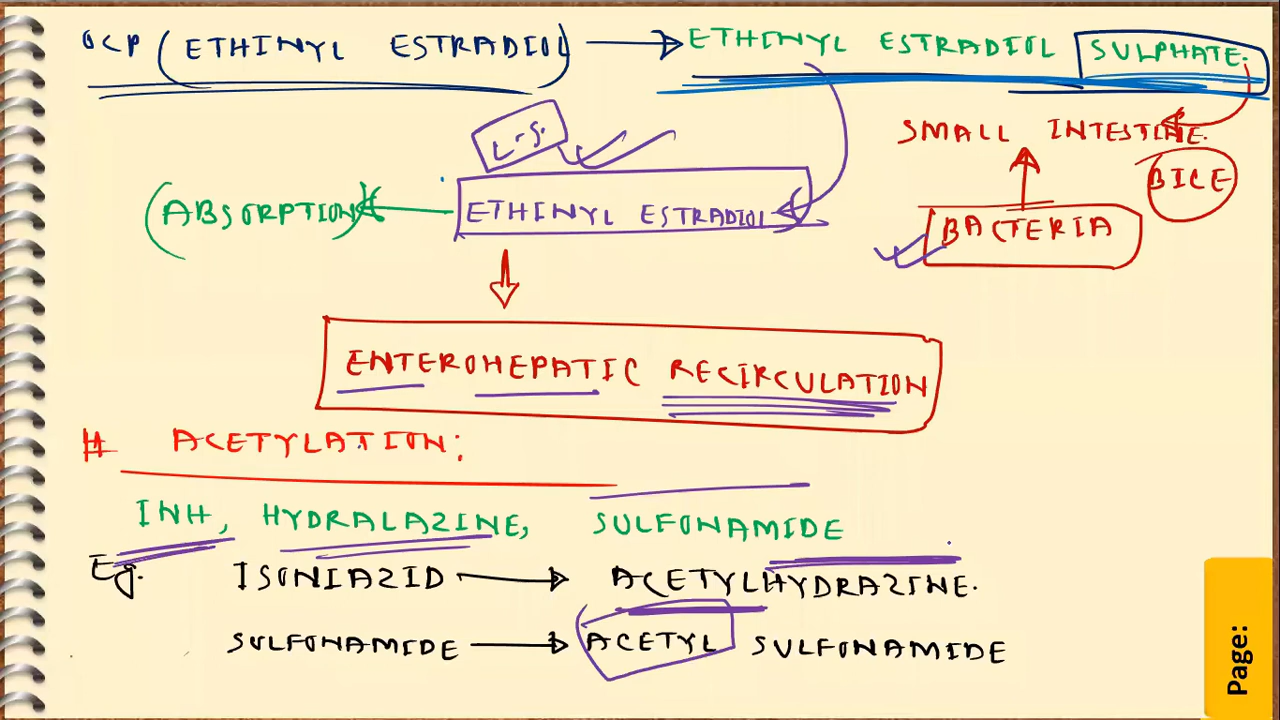 OCP (ETHINYL ESTRADIOL) → ETHINYL ESTRADIOL SULPHATE.
SMALL INTESTINE.
BICE
L-S.
(ABSORPTION) ← ETHINYL ESTRADIOL
BACTERIA
ENTEROHEPATIC RECIRCULATION
# ACETYLATION:
INH, HYDRALAZINE, SULFONAMIDE
Eg. ISONIAZID → ACETYLHYDRAZINE.
SULFONAMIDE → ACETYL SULFONAMIDE
Page: